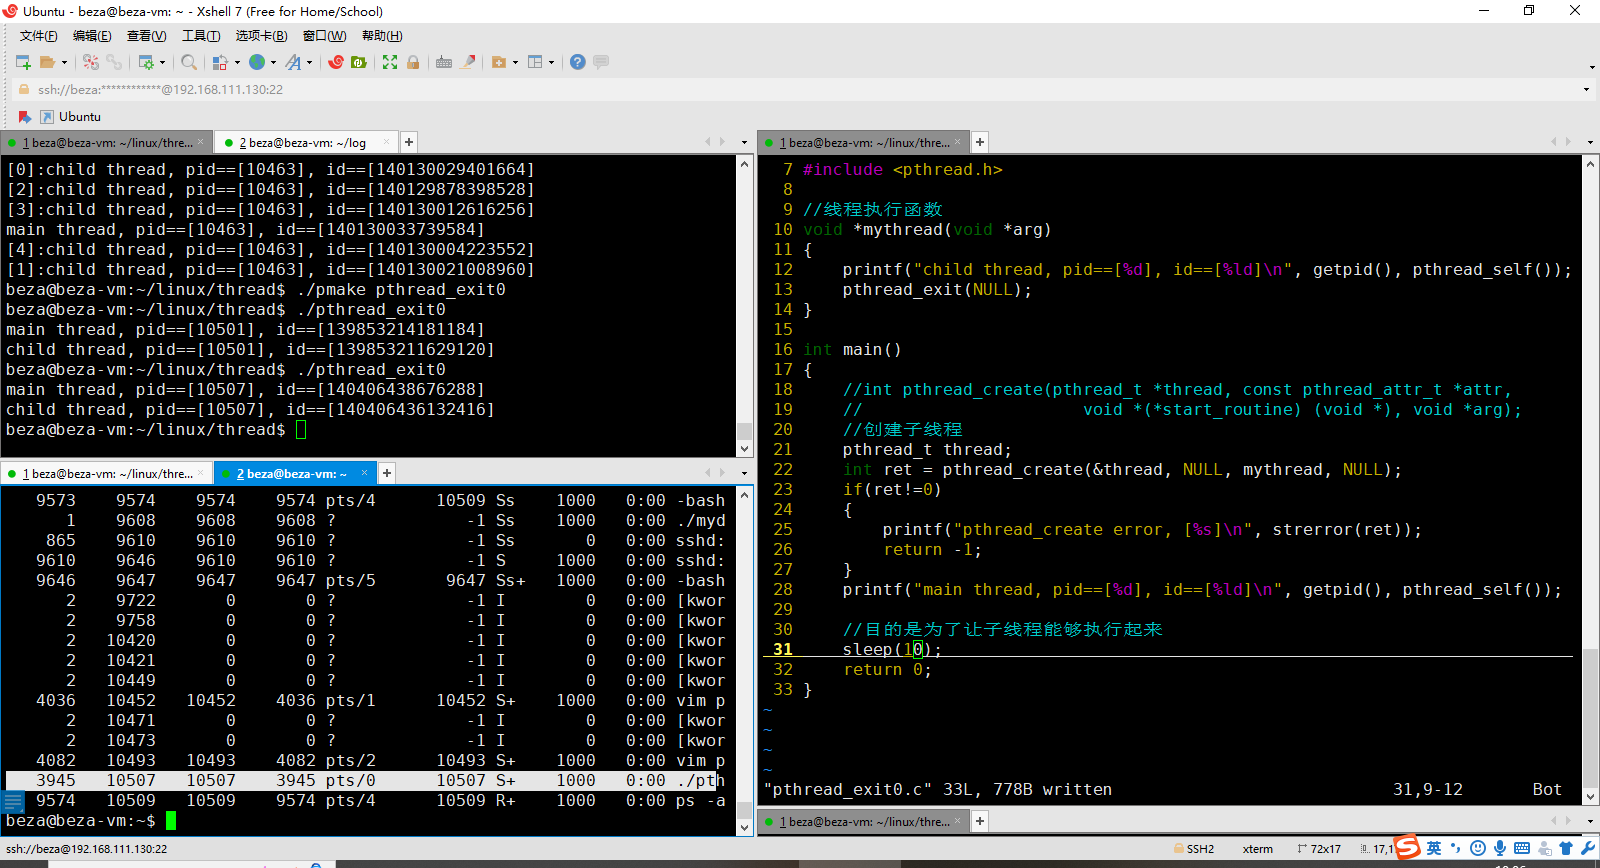 Ubuntu - beza@beza-vm: ~ - Xshell 7 (Free for Home/School)
文件(F) 编辑(E) 查看(V) 工具(T) 选项卡(B) 窗口(W) 帮助(H)
ssh://beza:************@192.168.111.130:22
Ubuntu
1 beza@beza-vm: ~/linux/thre... × 2 beza@beza-vm: ~/log × +
[0]:child thread, pid==[10463], id==[140130029401664]
[2]:child thread, pid==[10463], id==[140129878398528]
[3]:child thread, pid==[10463], id==[140130012616256]
main thread, pid==[10463], id==[140130033739584]
[4]:child thread, pid==[10463], id==[140130004223552]
[1]:child thread, pid==[10463], id==[140130021008960]
beza@beza-vm:~/linux/thread$ ./pmake pthread_exit0
beza@beza-vm:~/linux/thread$ ./pthread_exit0
main thread, pid==[10501], id==[139853214181184]
child thread, pid==[10501], id==[139853211629120]
beza@beza-vm:~/linux/thread$ ./pthread_exit0
main thread, pid==[10507], id==[140406438676288]
child thread, pid==[10507], id==[140406436132416]
beza@beza-vm:~/linux/thread$
1 beza@beza-vm: ~/linux/thre... × 2 beza@beza-vm: ~ × +
9573 9574 9574 9574 pts/4 10509 Ss 1000 0:00 -bash
1 9608 9608 9608 ? -1 Ss 1000 0:00 ./myd
865 9610 9610 9610 ? -1 Ss 0 0:00 sshd:
9610 9646 9610 9610 ? -1 S 1000 0:00 sshd:
9646 9647 9647 9647 pts/5 9647 Ss+ 1000 0:00 -bash
2 9722 0 0 ? -1 I 0 0:00 [kwor
2 9758 0 0 ? -1 I 0 0:00 [kwor
2 10420 0 0 ? -1 I 0 0:00 [kwor
2 10421 0 0 ? -1 I 0 0:00 [kwor
2 10449 0 0 ? -1 I 0 0:00 [kwor
4036 10452 10452 4036 pts/1 10452 S+ 1000 0:00 vim p
2 10471 0 0 ? -1 I 0 0:00 [kwor
2 10473 0 0 ? -1 I 0 0:00 [kwor
4082 10493 10493 4082 pts/2 10493 S+ 1000 0:00 vim p
3945 10507 10507 3945 pts/0 10507 S+ 1000 0:00 ./pth
9574 10509 10509 9574 pts/4 10509 R+ 1000 0:00 ps -a
beza@beza-vm:~$
1 beza@beza-vm: ~/linux/thre... × +
7 #include <pthread.h>
8
9 //线程执行函数
10 void *mythread(void *arg)
11 {
12     printf("child thread, pid==[%d], id==[%ld]\n", getpid(), pthread_self());
13     pthread_exit(NULL);
14 }
15
16 int main()
17 {
18     //int pthread_create(pthread_t *thread, const pthread_attr_t *attr,
19     //                      void *(*start_routine) (void *), void *arg);
20     //创建子线程
21     pthread_t thread;
22     int ret = pthread_create(&thread, NULL, mythread, NULL);
23     if(ret!=0)
24     {
25         printf("pthread_create error, [%s]\n", strerror(ret));
26         return -1;
27     }
28     printf("main thread, pid==[%d], id==[%ld]\n", getpid(), pthread_self());
29
30     //目的是为了让子线程能够执行起来
31     sleep(10);
32     return 0;
33 }
~
~
~
~
"pthread_exit0.c" 33L, 778B written 31,9-12 Bot
1 beza@beza-vm: ~/linux/thre... × +
ssh://beza@192.168.111.130:22 SSH2 xterm 72x17 17,1 S 英